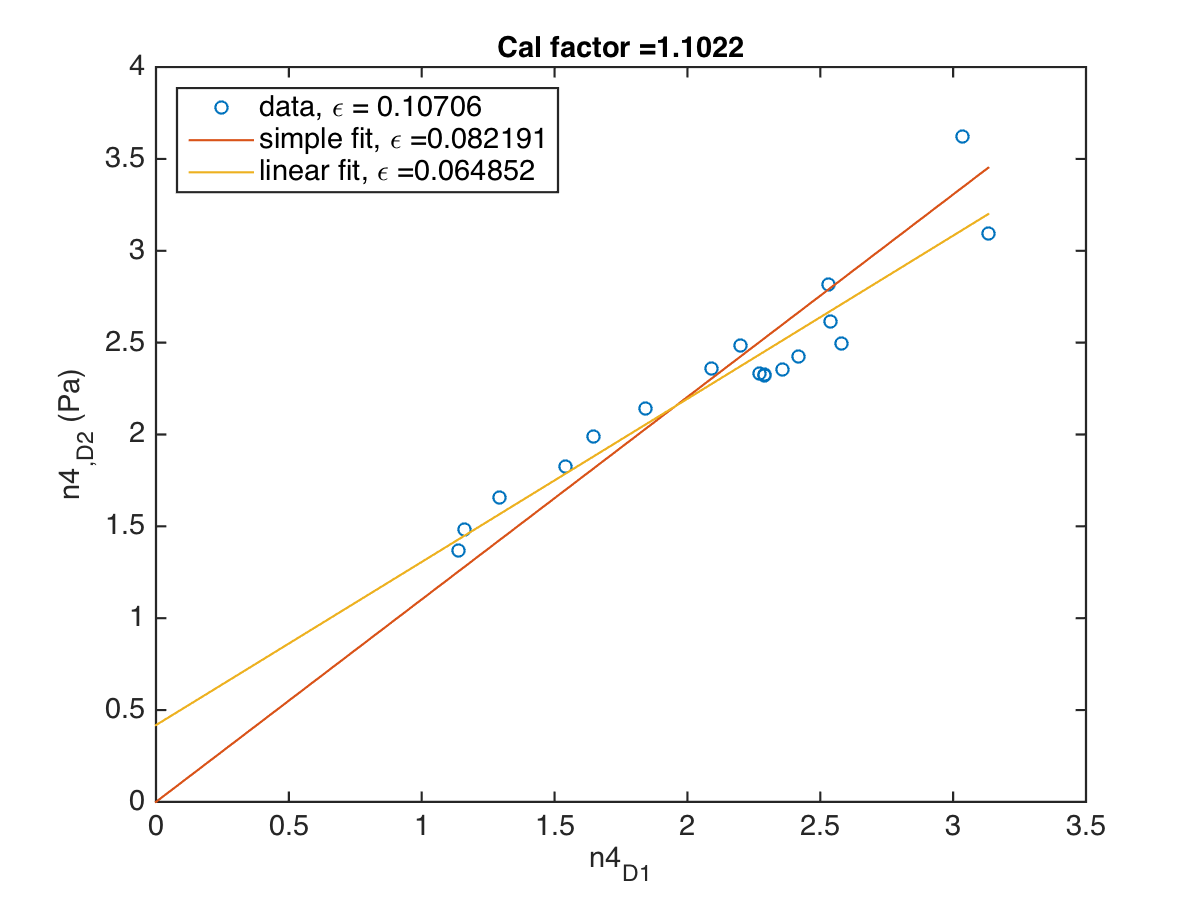 Cal factor =1.1022
data, ϵ = 0.10706
simple fit, ϵ =0.082191
linear fit, ϵ =0.064852
4
3.5
3
2.5
2
1.5
1
0.5
0
n4,D2 (Pa)
0 0.5 1 1.5 2 2.5 3 3.5
n4D1